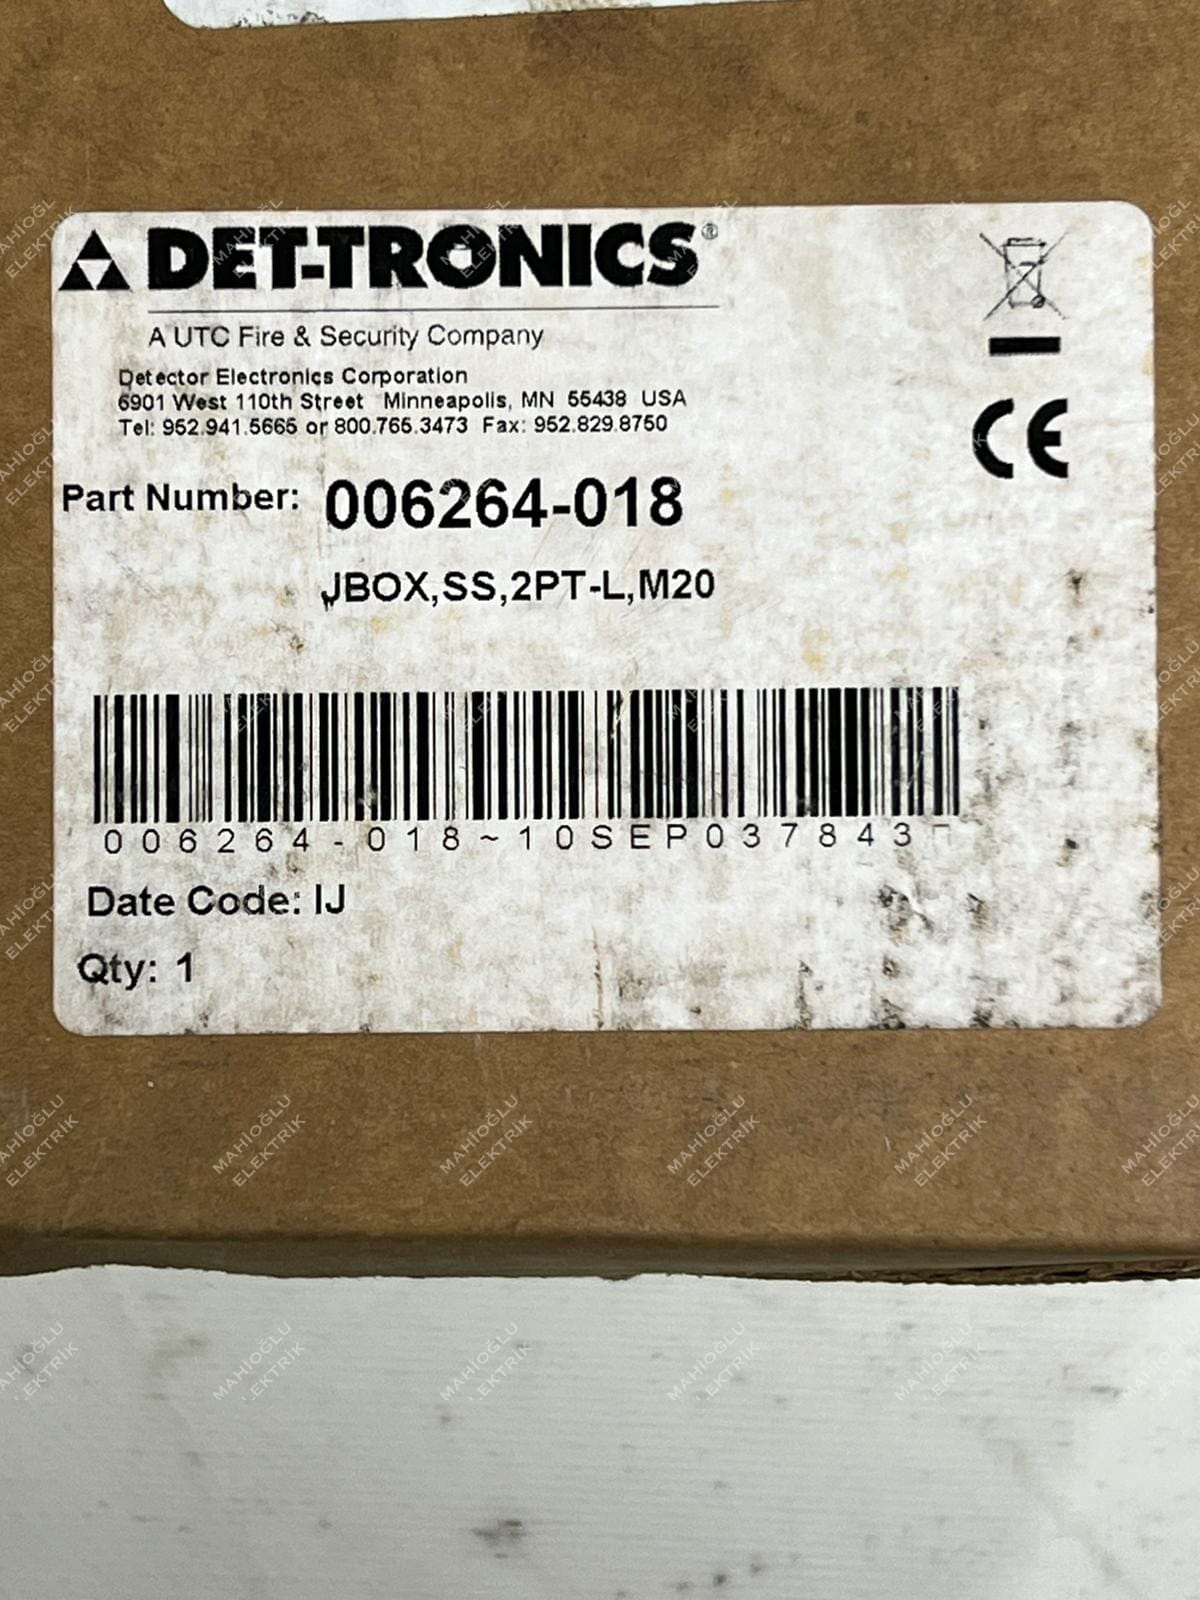 DET-TRONICS®
A UTC Fire & Security Company
Detector Electronics Corporation
6901 West 110th Street Minneapolis, MN 55438 USA
Tel: 952.941.5665 or 800.765.3473 Fax: 952.829.8750
CE
Part Number: 006264-018
JBOX,SS,2PT-L,M20
006264-018~10SEP037843
Date Code: IJ
Qty: 1
MAHİOĞLU
ELEKTRİK